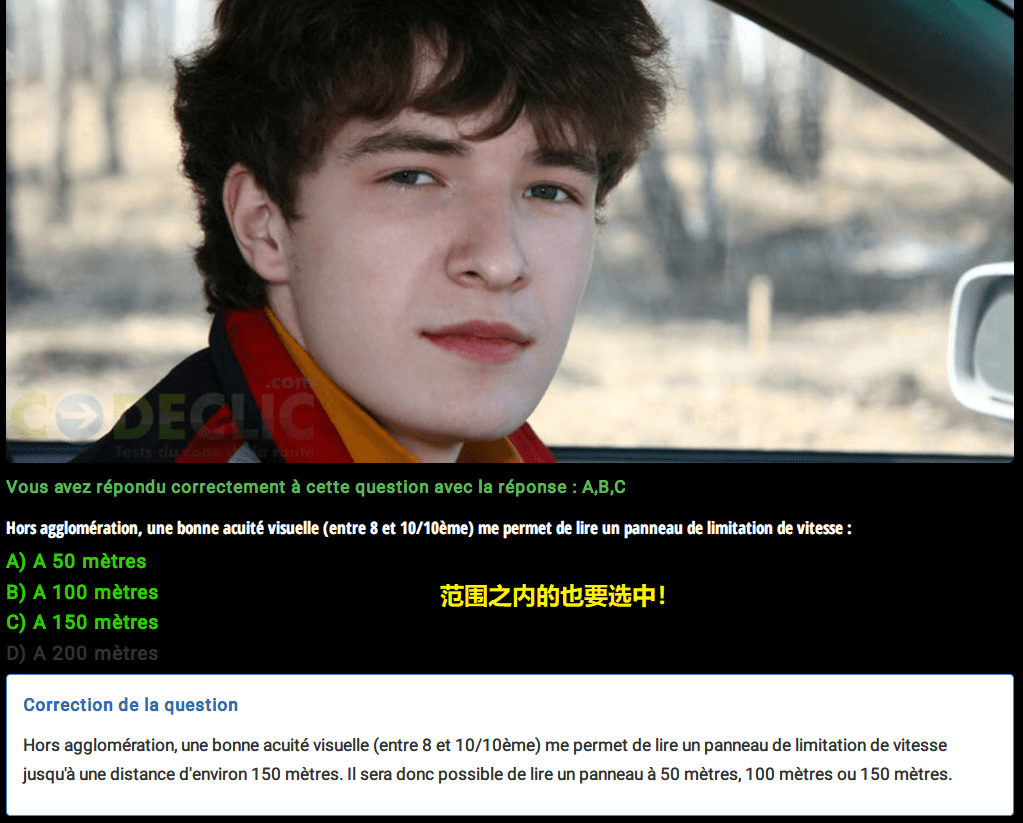 CODECLIC
.com
Tests du code de la route
Vous avez répondu correctement à cette question avec la réponse : A,B,C
Hors agglomération, une bonne acuité visuelle (entre 8 et 10/10ème) me permet de lire un panneau de limitation de vitesse :
A) A 50 mètres
B) A 100 mètres
范围之内的也要选中！
C) A 150 mètres
D) A 200 mètres
Correction de la question
Hors agglomération, une bonne acuité visuelle (entre 8 et 10/10ème) me permet de lire un panneau de limitation de vitesse
jusqu'à une distance d'environ 150 mètres. Il sera donc possible de lire un panneau à 50 mètres, 100 mètres ou 150 mètres.